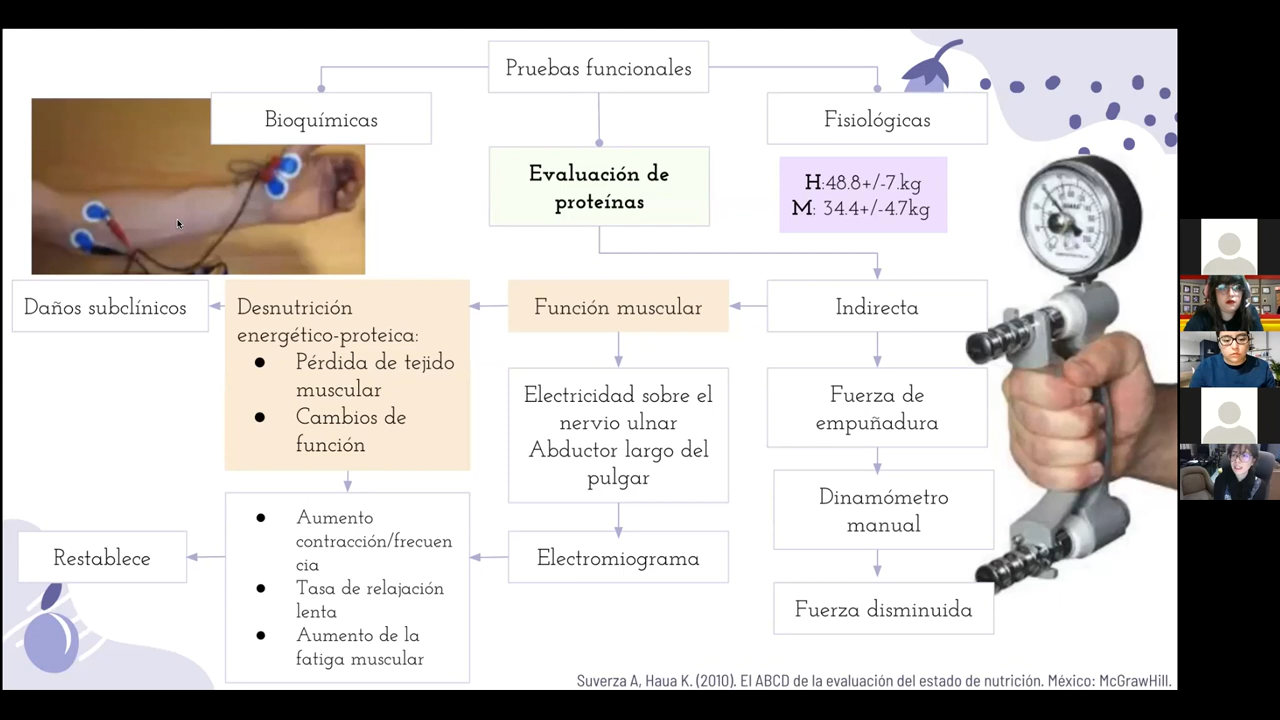 Pruebas funcionales
Bioquímicas
Fisiológicas
Evaluación de
proteínas
H:48.8+/-7.kg
M: 34.4+/-4.7kg
Daños subclínicos
Desnutrición
energético-proteica:
● Pérdida de tejido
muscular
● Cambios de
función
Función muscular
Indirecta
Electricidad sobre el
nervio ulnar
Abductor largo del
pulgar
Fuerza de
empuñadura
Dinamómetro
manual
Restablece
● Aumento
contracción/frecuen
cia
● Tasa de relajación
lenta
● Aumento de la
fatiga muscular
Electromiograma
Fuerza disminuida
Suverza A, Haua K. (2010). El ABCD de la evaluación del estado de nutrición. México: McGrawHill.